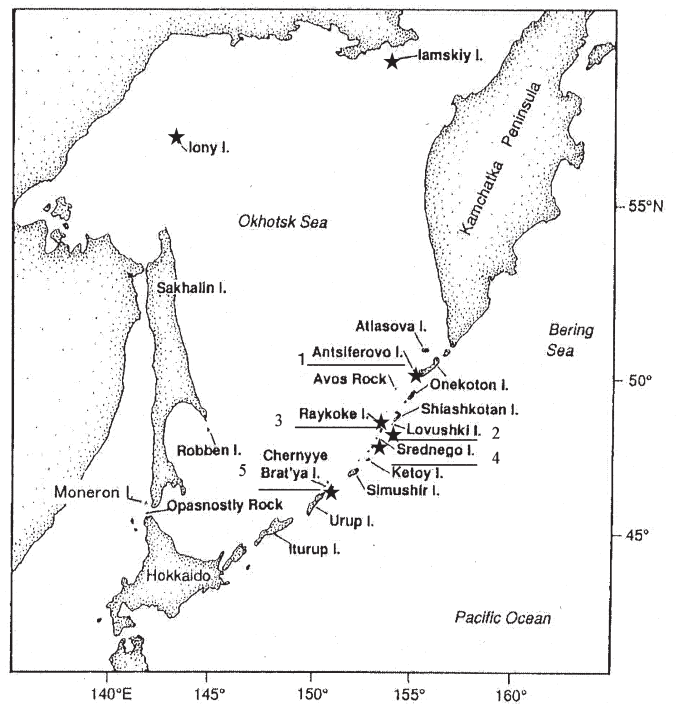 Iamskiy I.
Iony I.
Kamchatka Peninsula
55°N
Okhotsk Sea
Sakhalin I.
Atlasova I.
Bering
Sea
1 Antsiferovo I.
50°
Avos Rock
Onekoton I.
Shiashkotan I.
3 Raykoke I.
Lovushki I. 2
Srednego I.
4
Robben I.
Chernyye
5 Brat'ya I.
Ketoy I.
Simushir I.
Moneron I.
Opasnostly Rock
Urup I.
45°
Iturup I.
Hokkaido
Pacific Ocean
140°E 145° 150° 155° 160°